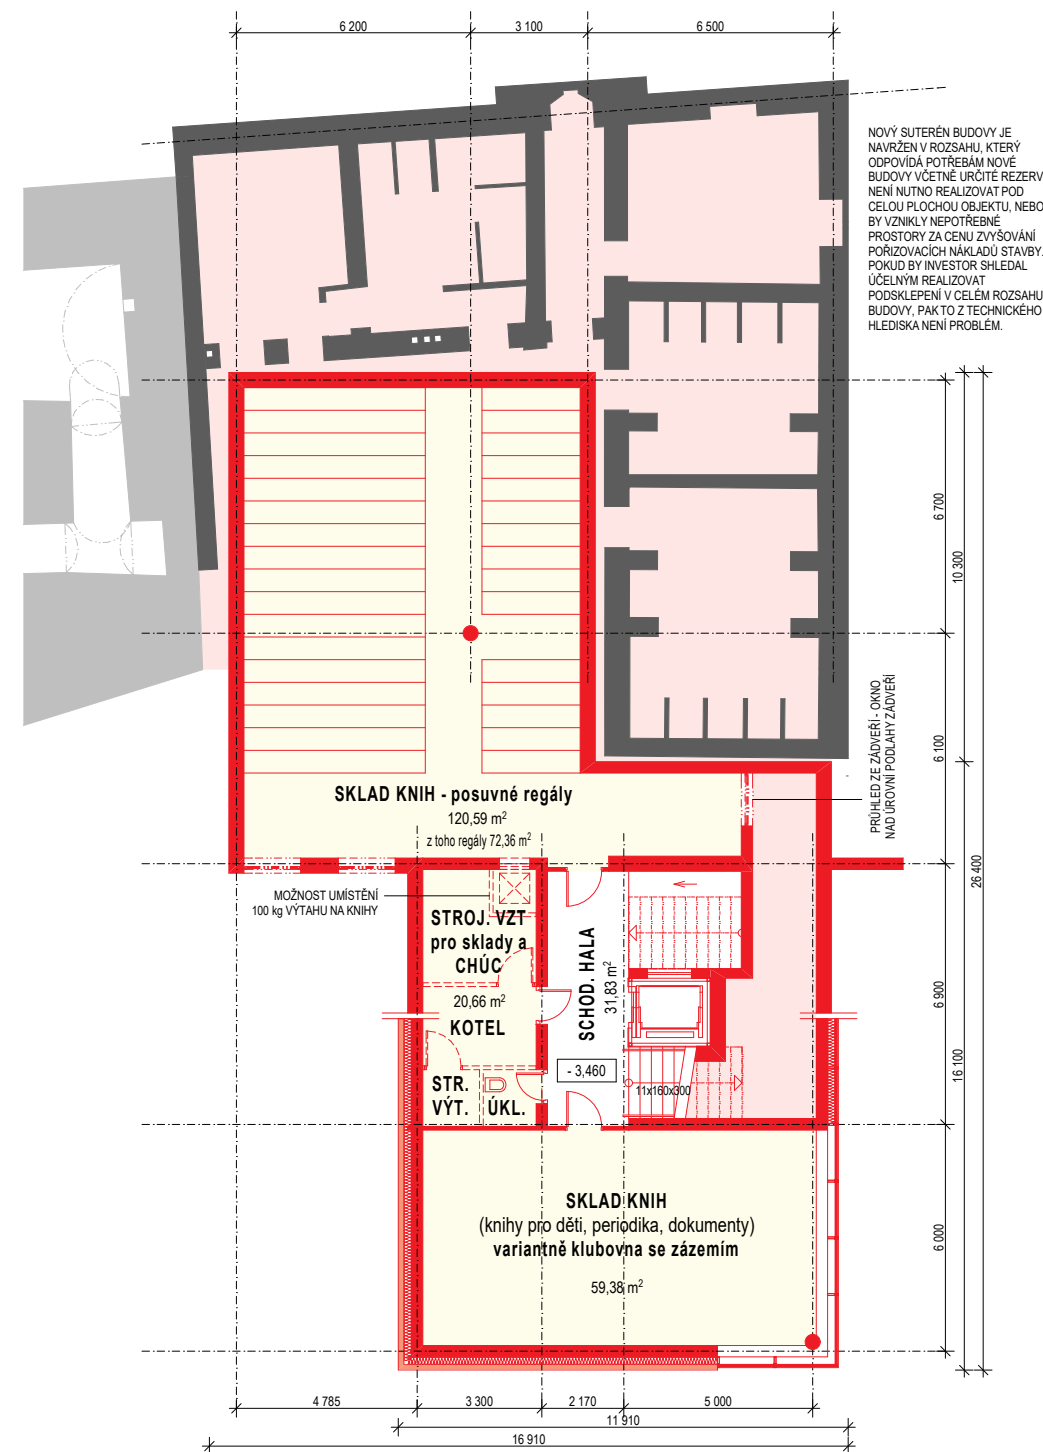 6 200
3 100
6 500
NOVÝ SUTERÉN BUDOVY JE
NAVRŽEN V ROZSAHU, KTERÝ
ODPOVÍDÁ POTŘEBÁM NOVÉ
BUDOVY VČETNĚ URČITÉ REZERV
NENÍ NUTNO REALIZOVAT POD
CELOU PLOCHOU OBJEKTU, NEBO
BY VZNIKLY NEPOTŘEBNÉ
PROSTORY ZA CENU ZVYŠOVÁNÍ
POŘIZOVACÍCH NÁKLADŮ STAVBY.
POKUD BY INVESTOR SHLEDAL
ÚČELNÝM REALIZOVAT
PODSKLEPENÍ V CELÉM ROZSAHU
BUDOVY, PAK TO Z TECHNICKÉHO
HLEDISKA NENÍ PROBLÉM.
6 700
10 300
6 100
26 400
PRŮHLED ZE ZÁDVEŘÍ - OKNO
NAD ÚROVNÍ PODLAHY ZÁDVEŘÍ
SKLAD KNIH - posuvné regály
120,59 m²
z toho regály 72,36 m²
MOŽNOST UMÍSTĚNÍ
100 kg VÝTAHU NA KNIHY
STROJ. VZT
pro sklady a
CHÚC
20,66 m²
KOTEL
SCHOD. HALA
31,83 m²
- 3,460
STR.
VÝT.
ÚKL.
11x160x300
6 900
16 100
SKLAD KNIH
(knihy pro děti, periodika, dokumenty)
variantně klubovna se zázemím
59,38 m²
6 000
4 785
3 300
2 170
5 000
11 910
16 910